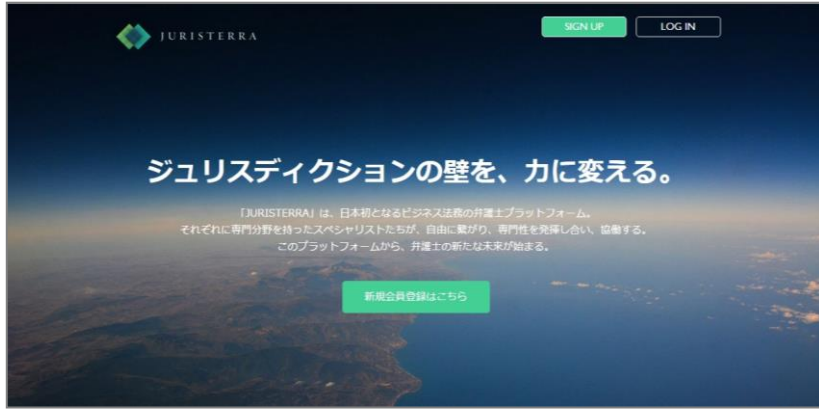 JURISTERRA
SIGN UP
LOG IN
ジュリスディクションの壁を、力に変える。
「JURISTERRA」は、日本初となるビジネス法務の弁護士プラットフォーム。
それぞれに専門分野を持ったスペシャリストたちが、自由に繋がり、専門性を発揮し合い、協働する。
このプラットフォームから、弁護士の新たな未来が始まる。
新規会員登録はこちら